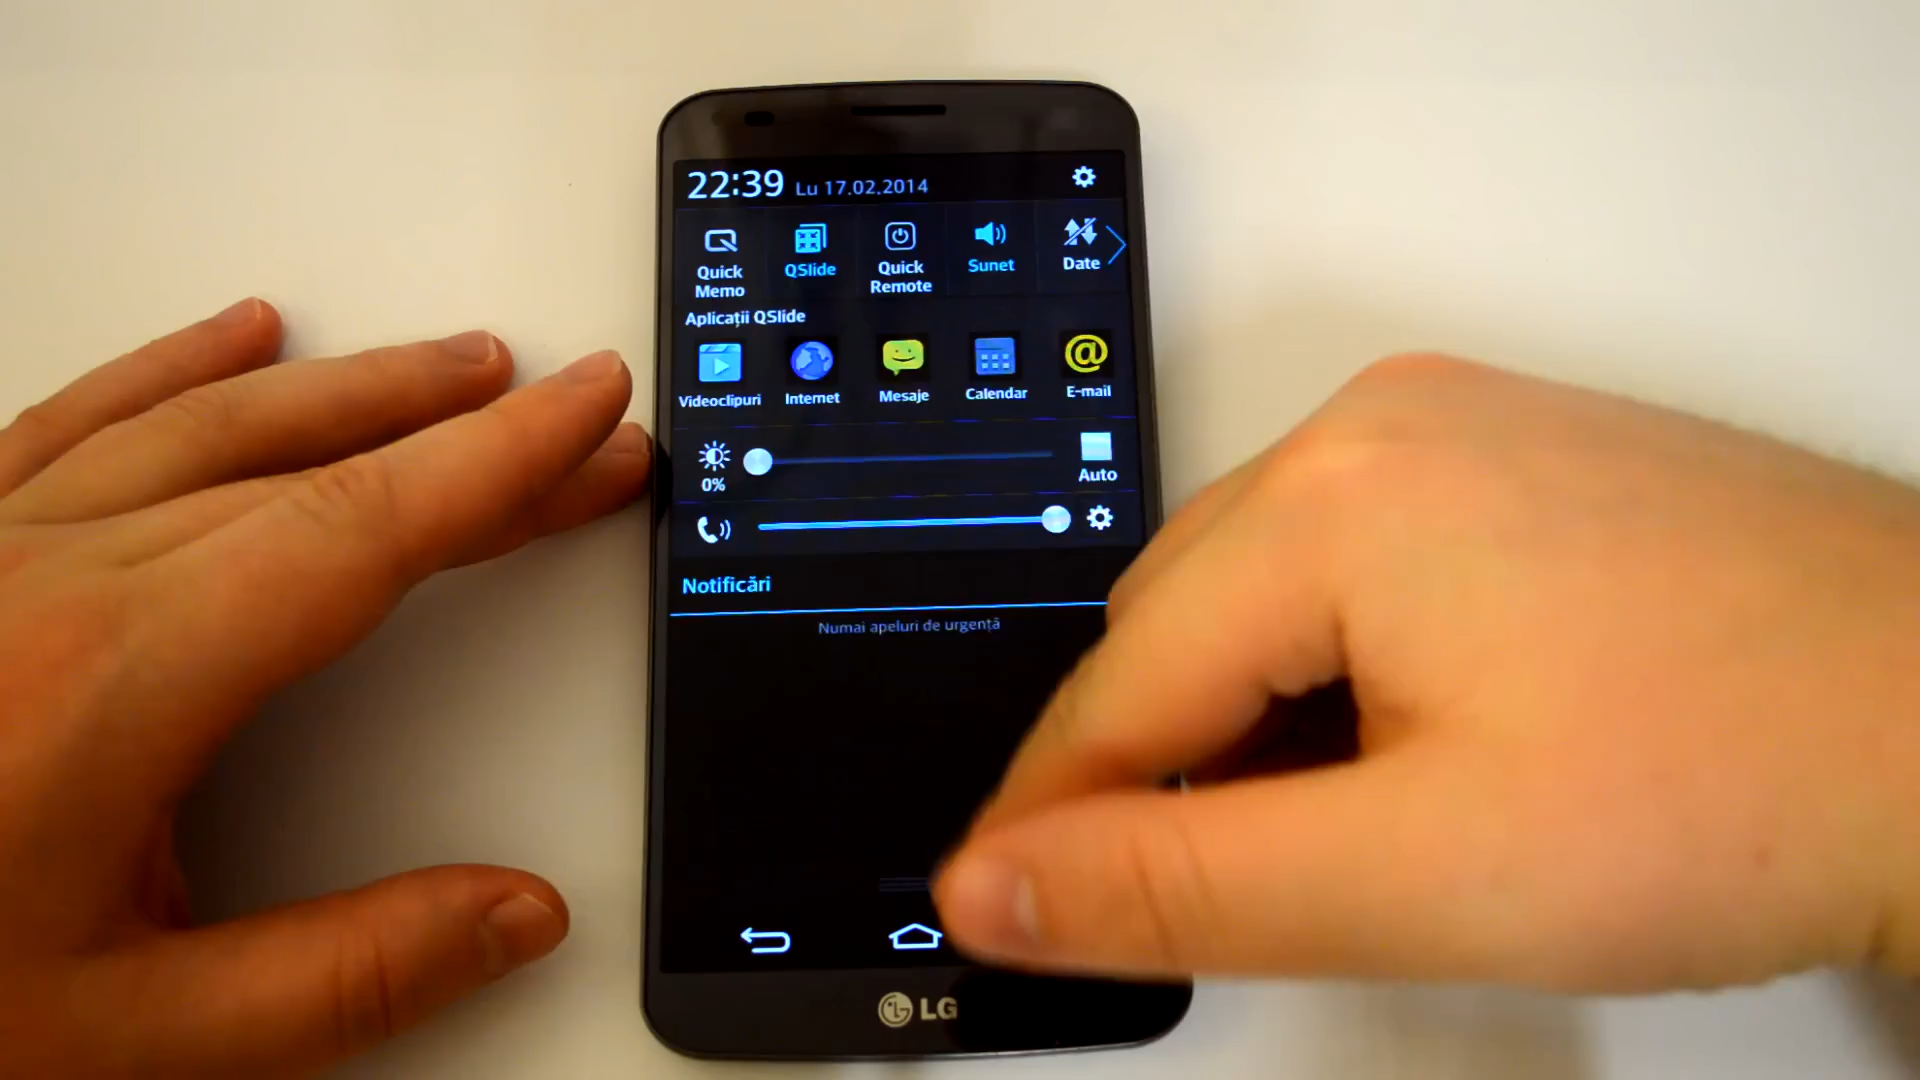 22:39 Lu 17.02.2014
Quick Memo
QSlide
Quick Remote
Sunet
Date
Aplicații QSlide
Videoclipuri
Internet
Mesaje
Calendar
E-mail
0%
Auto
Notificări
Numai apeluri de urgență
LG